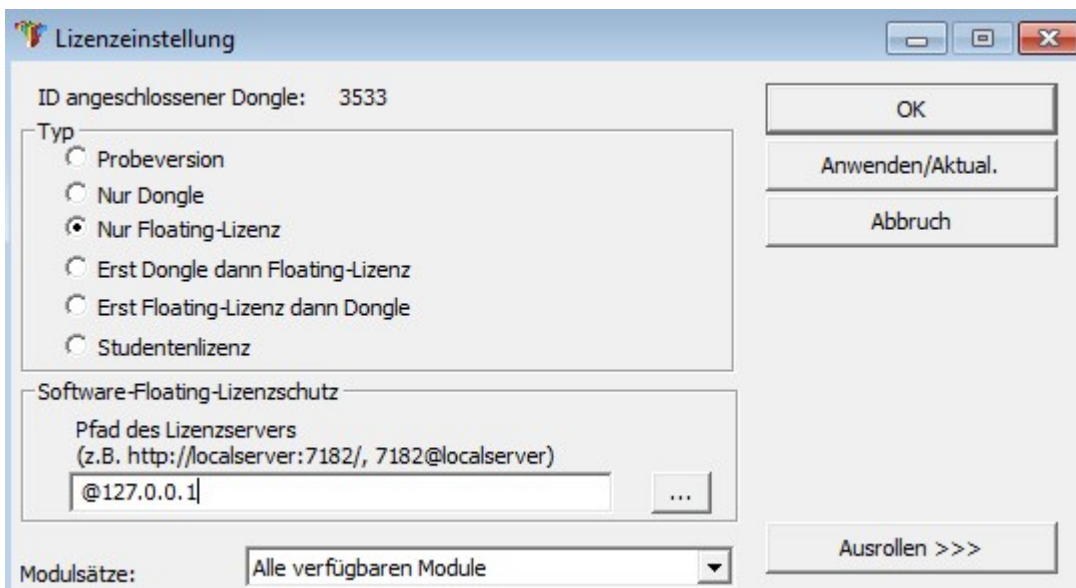 Lizenzeinstellung
ID angeschlossener Dongle: 3533
Typ
Probeversion
Nur Dongle
Nur Floating-Lizenz
Erst Dongle dann Floating-Lizenz
Erst Floating-Lizenz dann Dongle
Studentenlizenz
OK
Anwenden/Aktual.
Abbruch
Software-Floating-Lizenzschutz
Pfad des Lizenzservers
(z.B. http://localserver:7182/, 7182@localserver)
@127.0.0.1
...
Modulsätze: Alle verfügbaren Module
Ausrollen >>>